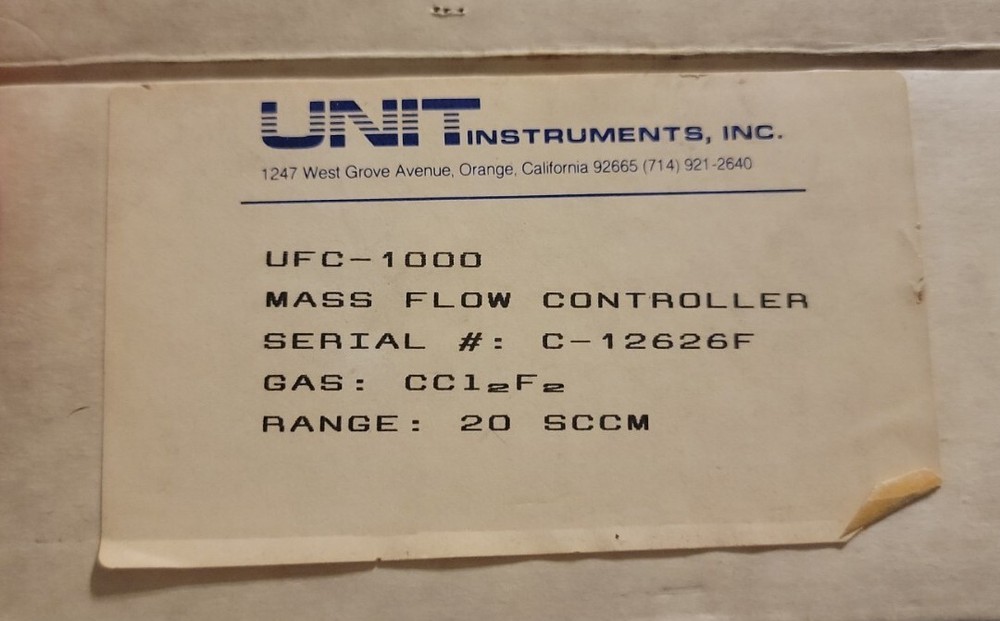 UNIT INSTRUMENTS, INC.
1247 West Grove Avenue, Orange, California 92665 (714) 921-2640
UFC-1000
MASS FLOW CONTROLLER
SERIAL #: C-12626F
GAS: CCl₂F₂
RANGE: 20 SCCM